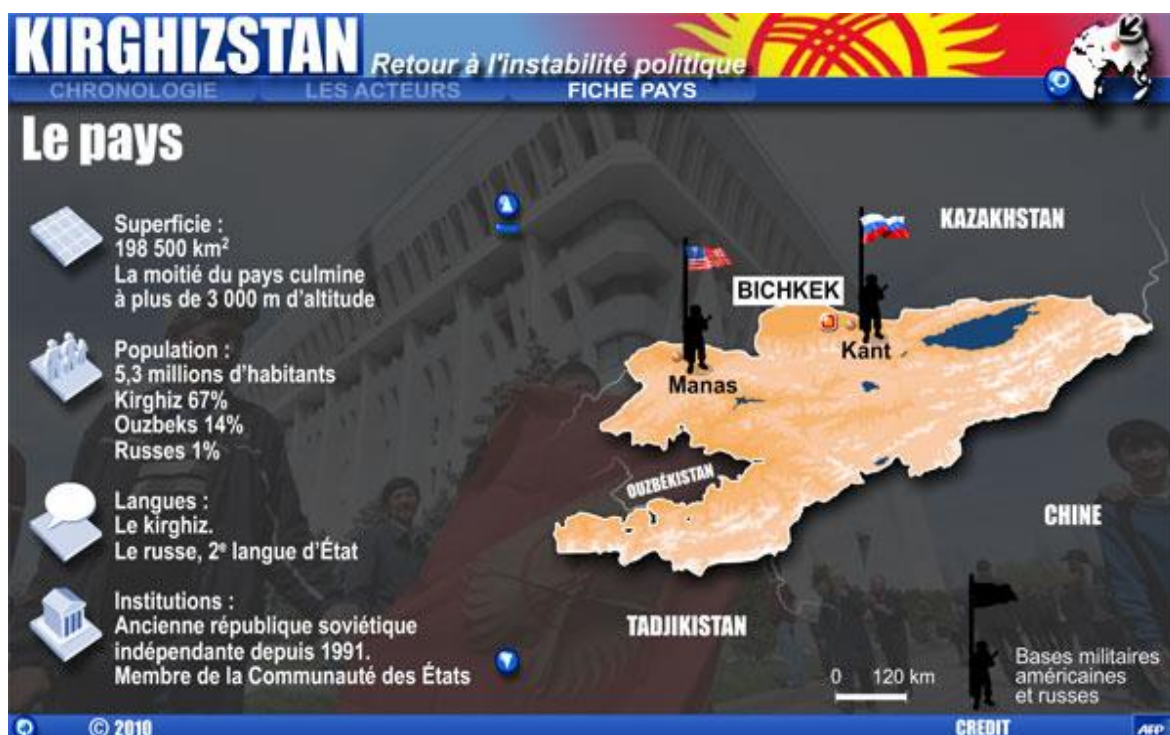 KIRGHIZSTAN
Retour à l'instabilité politique
CHRONOLOGIE
LES ACTEURS
FICHE PAYS
Le pays
Superficie :
198 500 km²
La moitié du pays culmine
à plus de 3 000 m d'altitude
Population :
5,3 millions d'habitants
Kirghiz 67%
Ouzbeks 14%
Russes 1%
Langues :
Le kirghiz.
Le russe, 2e langue d'État
Institutions :
Ancienne république soviétique
indépendante depuis 1991.
Membre de la Communauté des États
KAZAKHSTAN
BICHKEK
Kant
Manas
OUZBÉKISTAN
CHINE
TADJIKISTAN
0 120 km
Bases militaires
américaines
et russes
© 2010
CREDIT
AFP